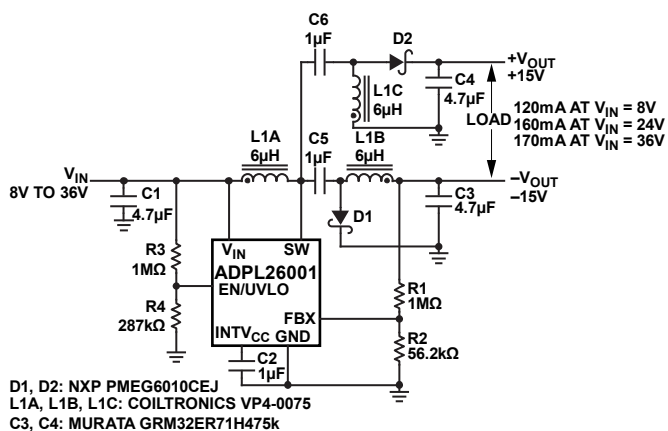 C6
1µF
D2
+VOUT
+15V
L1C
6µH
C4
4.7µF
LOAD
120mA AT VIN = 8V
160mA AT VIN = 24V
170mA AT VIN = 36V
L1A
6µH
C5
1µF
L1B
6µH
VIN
8V TO 36V
–VOUT
–15V
C1
4.7µF
D1
C3
4.7µF
R3
1MΩ
VIN
SW
ADPL26001
EN/UVLO
R4
287kΩ
FBX
R1
1MΩ
INTVCC
GND
R2
56.2kΩ
C2
1µF
D1, D2: NXP PMEG6010CEJ
L1A, L1B, L1C: COILTRONICS VP4-0075
C3, C4: MURATA GRM32ER71H475k